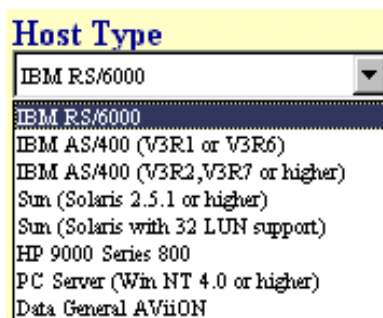 Host Type
IBM RS/6000
IBM RS/6000
IBM AS/400 (V3R1 or V3R6)
IBM AS/400 (V3R2,V3R7 or higher)
Sun (Solaris 2.5.1 or higher)
Sun (Solaris with 32 LUN support)
HP 9000 Series 800
PC Server (Win NT 4.0 or higher)
Data General AViiON